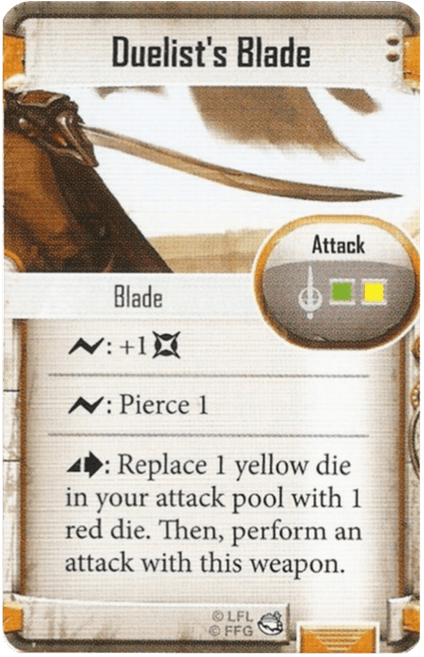 Duelist's Blade
Attack
Blade
: +1
: Pierce 1
: Replace 1 yellow die
in your attack pool with 1
red die. Then, perform an
attack with this weapon.
© LFL
© FFG